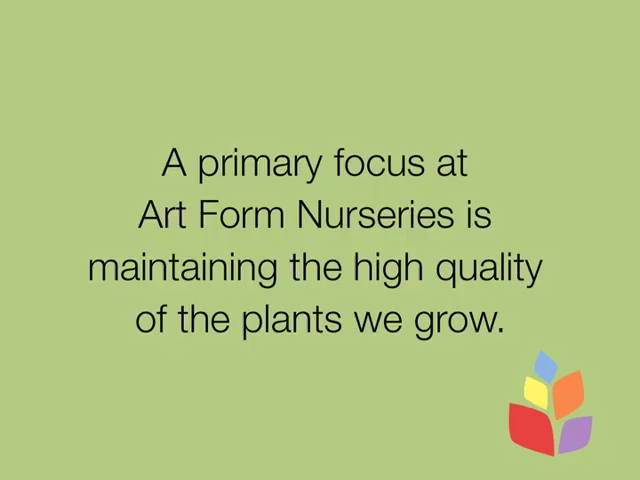 A primary focus at
Art Form Nurseries is
maintaining the high quality
of the plants we grow.